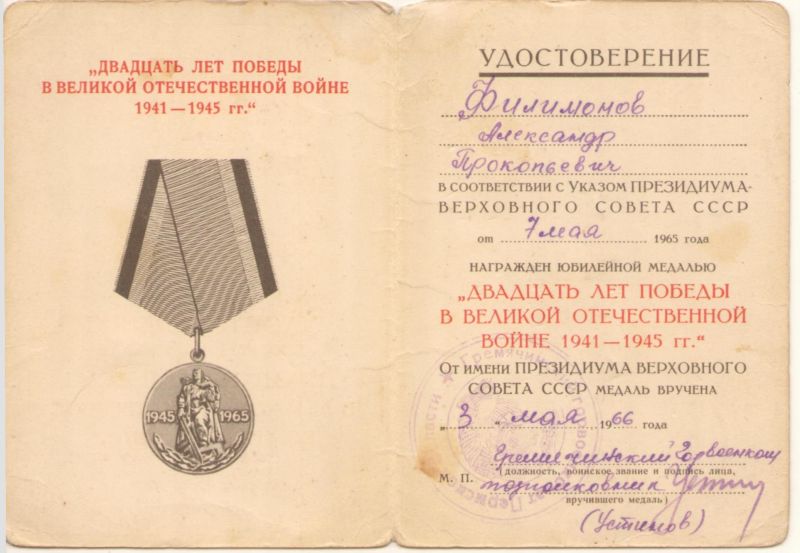 „ДВАДЦАТЬ ЛЕТ ПОБЕДЫ
В ВЕЛИКОЙ ОТЕЧЕСТВЕННОЙ ВОЙНЕ
1941—1945 гг.“
1945 1965
УДОСТОВЕРЕНИЕ
Филимонов
Александр
Прокопьевич
В СООТВЕТСТВИИ С УКАЗОМ ПРЕЗИДИУМА
ВЕРХОВНОГО СОВЕТА СССР
от 7 мая 1965 года
НАГРАЖДЕН ЮБИЛЕЙНОЙ МЕДАЛЬЮ
„ДВАДЦАТЬ ЛЕТ ПОБЕДЫ
В ВЕЛИКОЙ ОТЕЧЕСТВЕННОЙ
ВОЙНЕ 1941—1945 гг.“
От имени ПРЕЗИДИУМА ВЕРХОВНОГО
СОВЕТА СССР МЕДАЛЬ ВРУЧЕНА
„3“ мая 1966 года
Гремячинский Горвоенком
(должность, воинское звание и подпись лица,
М. П. подполковник
вручившего медаль)
(Устинов)